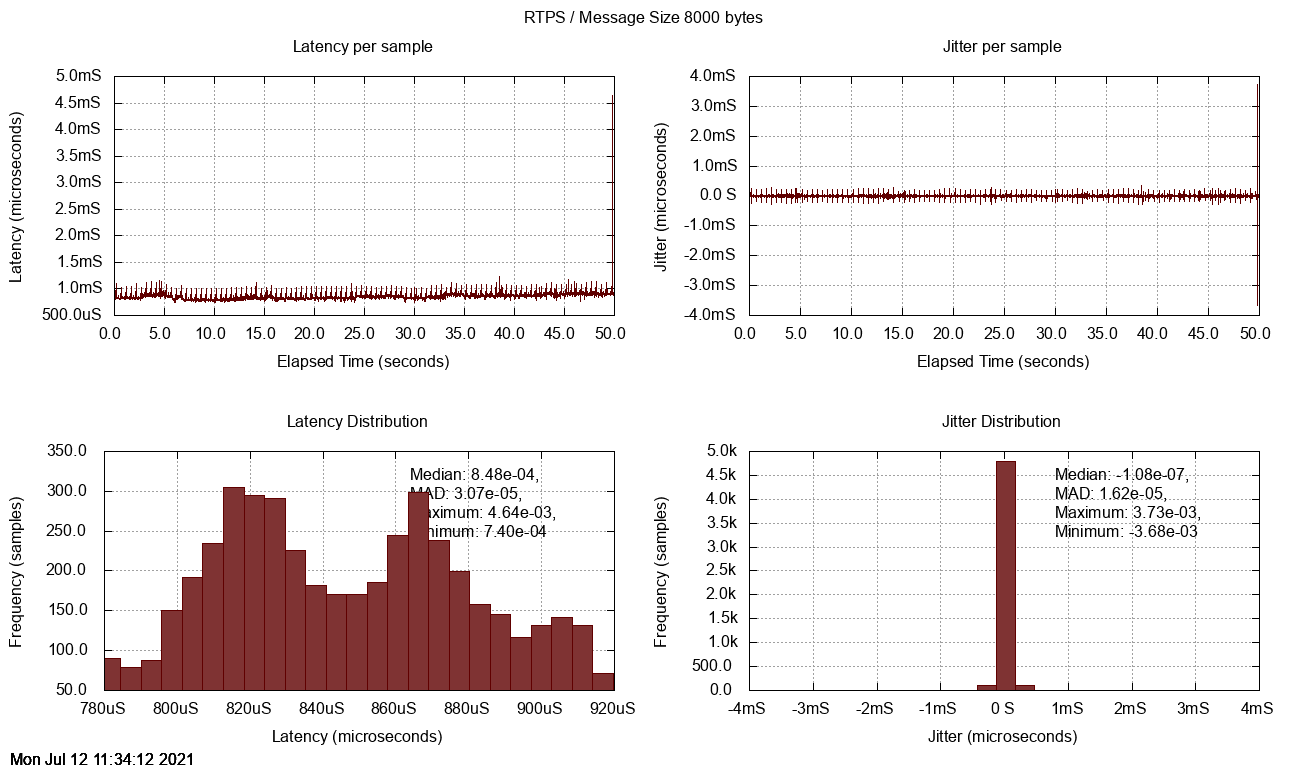 RTPS / Message Size 8000 bytes
Latency per sample
5.0mS
4.5mS
4.0mS
3.5mS
3.0mS
2.5mS
2.0mS
1.5mS
1.0mS
500.0uS
Latency (microseconds)
0.0 5.0 10.0 15.0 20.0 25.0 30.0 35.0 40.0 45.0 50.0
Elapsed Time (seconds)
Jitter per sample
4.0mS
3.0mS
2.0mS
1.0mS
0.0 S
-1.0mS
-2.0mS
-3.0mS
-4.0mS
Jitter (microseconds)
0.0 5.0 10.0 15.0 20.0 25.0 30.0 35.0 40.0 45.0 50.0
Elapsed Time (seconds)
Latency Distribution
350.0
300.0
250.0
200.0
150.0
100.0
50.0
Frequency (samples)
Median: 8.48e-04,
MAD: 3.07e-05,
Maximum: 4.64e-03,
Minimum: 7.40e-04
780uS 800uS 820uS 840uS 860uS 880uS 900uS 920uS
Latency (microseconds)
Jitter Distribution
5.0k
4.5k
4.0k
3.5k
3.0k
2.5k
2.0k
1.5k
1.0k
500.0
0.0
Frequency (samples)
Median: -1.08e-07,
MAD: 1.62e-05,
Maximum: 3.73e-03,
Minimum: -3.68e-03
-4mS -3mS -2mS -1mS 0 S 1mS 2mS 3mS 4mS
Jitter (microseconds)
Mon Jul 12 11:34:12 2021